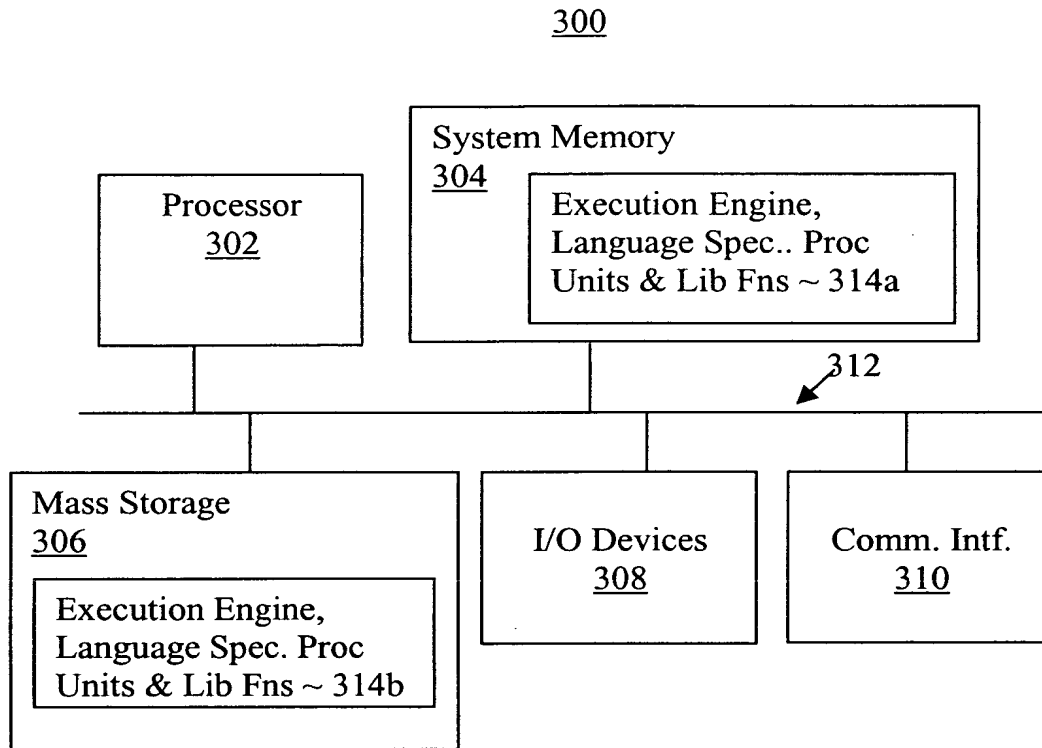 300
System Memory
304
Execution Engine,
Language Spec.. Proc
Units & Lib Fns ~ 314a
Processor
302
312
Mass Storage
306
Execution Engine,
Language Spec. Proc
Units & Lib Fns ~ 314b
I/O Devices
308
Comm. Intf.
310